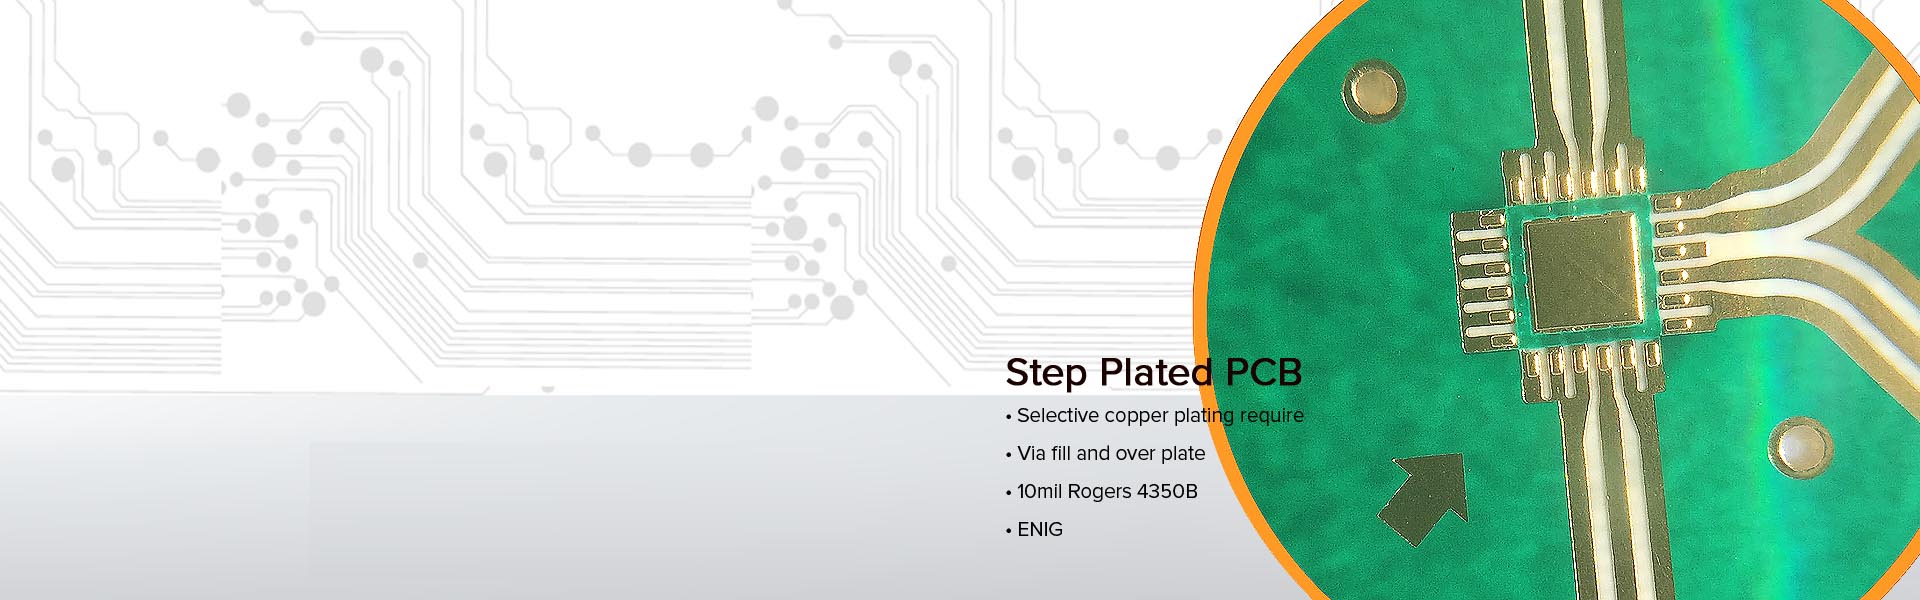 Step Plated PCB
• Selective copper plating require
• Via fill and over plate
• 10mil Rogers 4350B
• ENIG